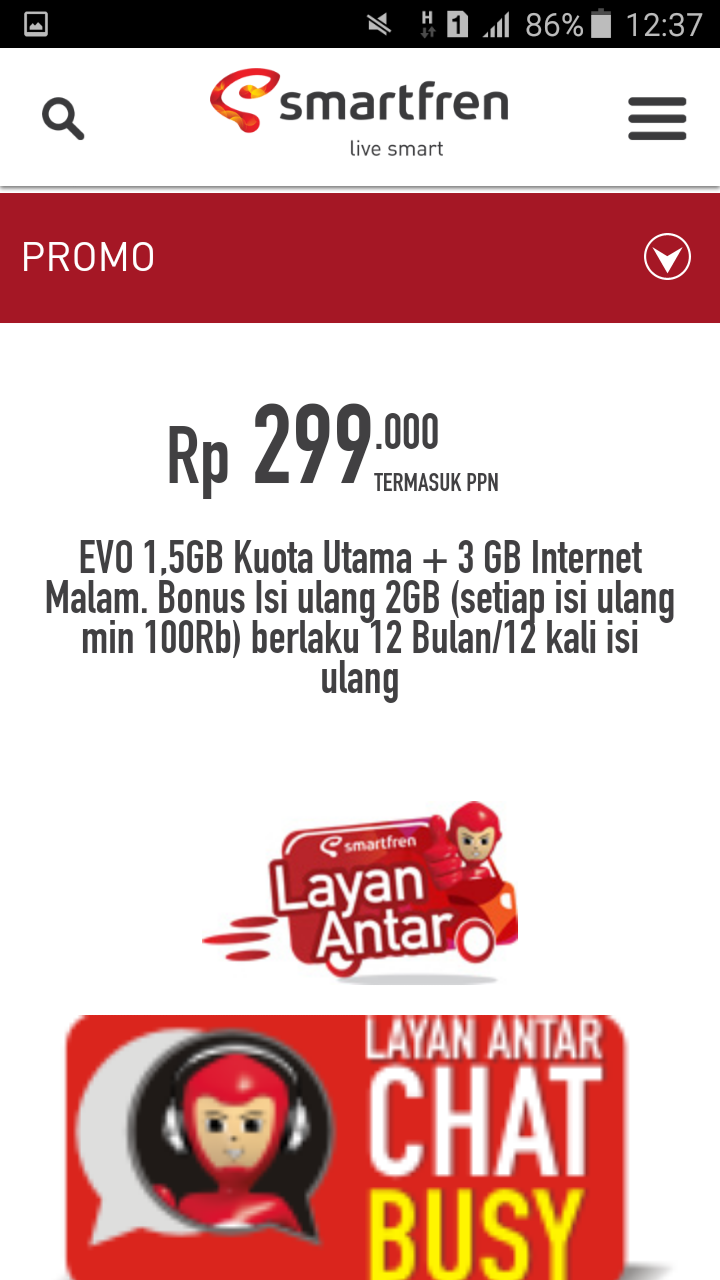 H 1 86% 12:37
smartfren
live smart
PROMO
Rp 299.000
TERMASUK PPN
EVO 1,5GB Kuota Utama + 3 GB Internet
Malam. Bonus Isi ulang 2GB (setiap isi ulang
min 100Rb) berlaku 12 Bulan/12 kali isi
ulang
smartfren
Layan
Antar
LAYAN ANTAR
CHAT
BUSY